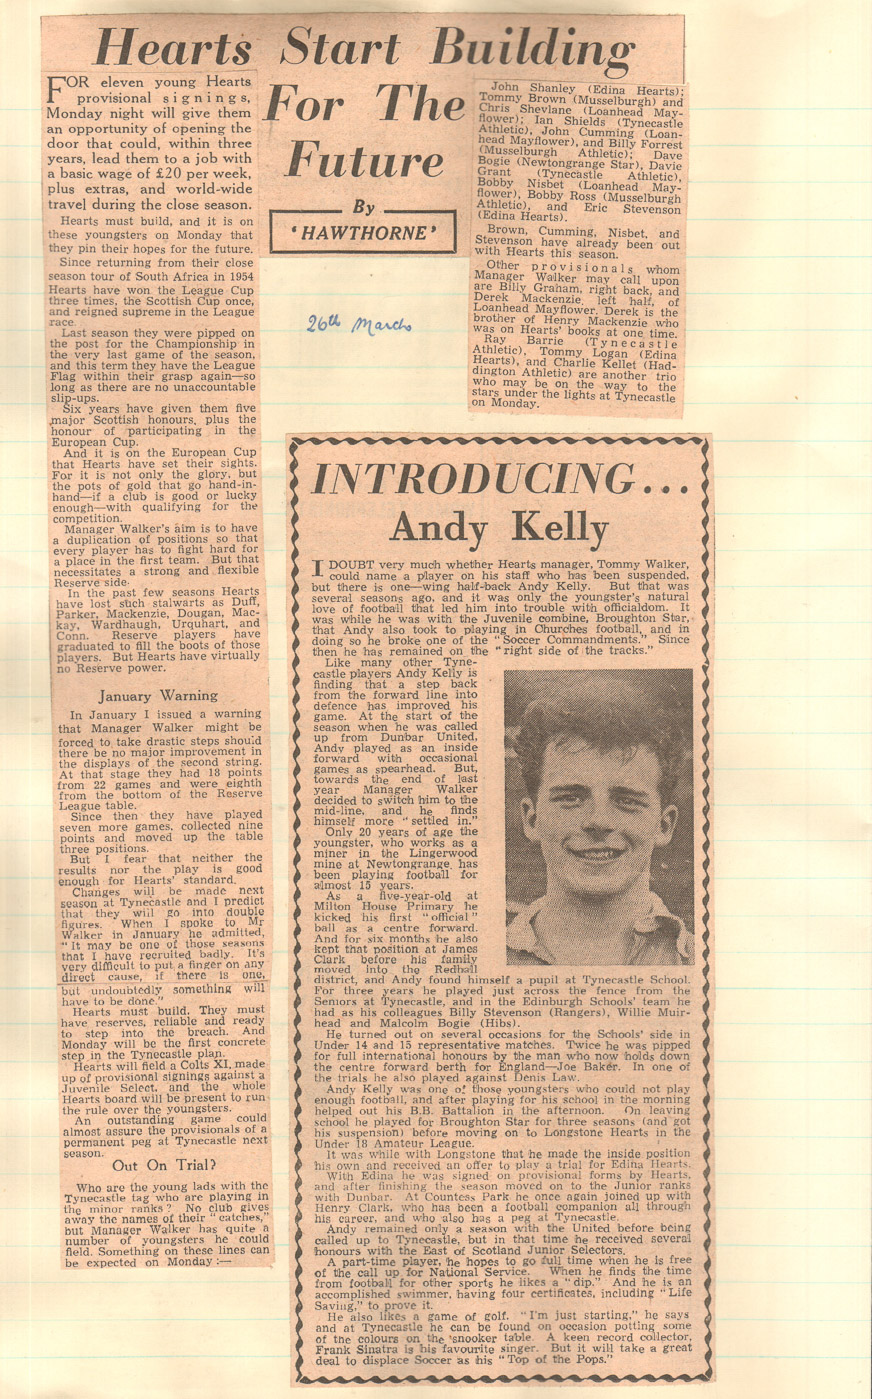 Hearts Start Building
For The
Future
By
'HAWTHORNE'
FOR eleven young Hearts
provisional signings,
Monday night will give them
an opportunity of opening the
door that could, within three
years, lead them to a job with
a basic wage of £20 per week,
plus extras, and world-wide
travel during the close season.
Hearts must build, and it is on
these youngsters on Monday that
they pin their hopes for the future.
Since returning from their close
season tour of South Africa in 1954
Hearts have won the League Cup
three times, the Scottish Cup once,
and reigned supreme in the League
race.
Last season they were pipped on
the post for the Championship in
the very last game of the season,
and this term they have the League
Flag within their grasp again—so
long as there are no unaccountable
slip-ups.
Six years have given them five
major Scottish honours, plus the
honour of participating in the
European Cup.
And it is on the European Cup
that Hearts have set their sights.
For it is not only the glory, but
the pots of gold that go hand-in-
hand—if a club is good or lucky
enough—with qualifying for the
competition.
Manager Walker's aim is to have
a duplication of positions so that
every player has to fight hard for
a place in the first team. But that
necessitates a strong and flexible
Reserve side.
In the past few seasons Hearts
have lost such stalwarts as Duff,
Parker, Mackenzie, Dougan, Mac-
kay, Wardhaugh, Urquhart, and
Conn. Reserve players have
graduated to fill the boots of those
players. But Hearts have virtually
no Reserve power.
January Warning
In January I issued a warning
that Manager Walker might be
forced to take drastic steps should
there be no major improvement in
the displays of the second string.
At that stage they had 18 points
from 22 games and were eighth
from the bottom of the Reserve
League table.
Since then they have played
seven more games, collected nine
points and moved up the table
three positions.
But I fear that neither the
results nor the play is good
enough for Hearts' standard.
Changes will be made next
season at Tynecastle and I predict
that they will go into double
figures. When I spoke to Mr
Walker in January he admitted,
"It may be one of those seasons
that I have recruited badly. It's
very difficult to put a finger on any
direct cause, if there is one,
but undoubtedly something will
have to be done."
Hearts must build. They must
have reserves, reliable and ready
to step into the breach. And
Monday will be the first concrete
step in the Tynecastle plan.
Hearts will field a Colts XI, made
up of provisional signings against a
Juvenile Select, and the whole
Hearts board will be present to run
the rule over the youngsters.
An outstanding game could
almost assure the provisionals of a
permanent peg at Tynecastle next
season.
Out On Trial?
Who are the young lads with the
Tynecastle tag who are playing in
the minor ranks? No club gives
away the names of their "catches,"
but Manager Walker has quite a
number of youngsters he could
field. Something on these lines can
be expected on Monday:—
John Shanley (Edina Hearts);
Tommy Brown (Musselburgh) and
Chris Shevlane (Loanhead May-
flower); Ian Shields (Tynecastle
Athletic), John Cumming (Loan-
head Mayflower), and Billy Forrest
(Musselburgh Athletic); Dave
Bogie (Newtongrange Star), Davie
Grant (Tynecastle Athletic),
Bobby Nisbet (Loanhead May-
flower), Bobby Ross (Musselburgh
Athletic), and Eric Stevenson
(Edina Hearts).
Brown, Cumming, Nisbet, and
Stevenson have already been out
with Hearts this season.
Other provisionals whom
Manager Walker may call upon
are Billy Graham, right back, and
Derek Mackenzie, left half, of
Loanhead Mayflower. Derek is the
brother of Henry Mackenzie who
was on Hearts' books at one time.
Ray Barrie (Tynecastle
Athletic), Tommy Logan (Edina
Hearts), and Charlie Kellet (Had-
dington Athletic) are another trio
who may be on the way to the
stars under the lights at Tynecastle
on Monday.
26th March
INTRODUCING...
Andy Kelly
I DOUBT very much whether Hearts manager, Tommy Walker,
could name a player on his staff who has been suspended,
but there is one—wing half-back Andy Kelly. But that was
several seasons ago, and it was only the youngster's natural
love of football that led him into trouble with officialdom. It
was while he was with the Juvenile combine, Broughton Star,
that Andy also took to playing in Churches football, and in
doing so he broke one of the "Soccer Commandments." Since
then he has remained on the "right side of the tracks."
Like many other Tyne-
castle players Andy Kelly is
finding that a step back
from the forward line into
defence has improved his
game. At the start of the
season when he was called
up from Dunbar United,
Andy played as an inside
forward with occasional
games as spearhead. But,
towards the end of last
year Manager Walker
decided to switch him to the
mid-line, and he finds
himself more "settled in."
Only 20 years of age the
youngster, who works as a
miner in the Lingerwood
mine at Newtongrange, has
been playing football for
almost 15 years.
As a five-year-old at
Milton House Primary he
kicked his first "official"
ball as a centre forward.
And for six months he also
kept that position at James
Clark before his family
moved into the Redhall
district, and Andy found himself a pupil at Tynecastle School.
For three years he played just across the fence from the
Seniors at Tynecastle, and in the Edinburgh Schools' team he
had as his colleagues Billy Stevenson (Rangers), Willie Muir-
head and Malcolm Bogie (Hibs).
He turned out on several occasions for the Schools' side in
Under 14 and 15 representative matches. Twice he was pipped
for full international honours by the man who now holds down
the centre forward berth for England—Joe Baker. In one of
the trials he also played against Denis Law.
Andy Kelly was one of those youngsters who could not play
enough football, and after playing for his school in the morning
helped out his B.B. Battalion in the afternoon. On leaving
school he played for Broughton Star for three seasons (and got
his suspension) before moving on to Longstone Hearts in the
Under 18 Amateur League.
It was while with Longstone that he made the inside position
his own and received an offer to play a trial for Edina Hearts.
With Edina he was signed on provisional forms by Hearts,
and after finishing the season moved on to the Junior ranks
with Dunbar. At Countess Park he once again joined up with
Henry Clark, who has been a football companion all through
his career, and who also has a peg at Tynecastle.
Andy remained only a season with the United before being
called up to Tynecastle, but in that time he received several
honours with the East of Scotland Junior Selectors.
A part-time player, he hopes to go full time when he is free
of the call up for National Service. When he finds the time
from football for other sports he likes a "dip." And he is an
accomplished swimmer, having four certificates, including "Life
Saving," to prove it.
He also likes a game of golf. "I'm just starting," he says
and at Tynecastle he can be found on occasion potting some
of the colours on the snooker table. A keen record collector,
Frank Sinatra is his favourite singer. But it will take a great
deal to displace Soccer as his "Top of the Pops."